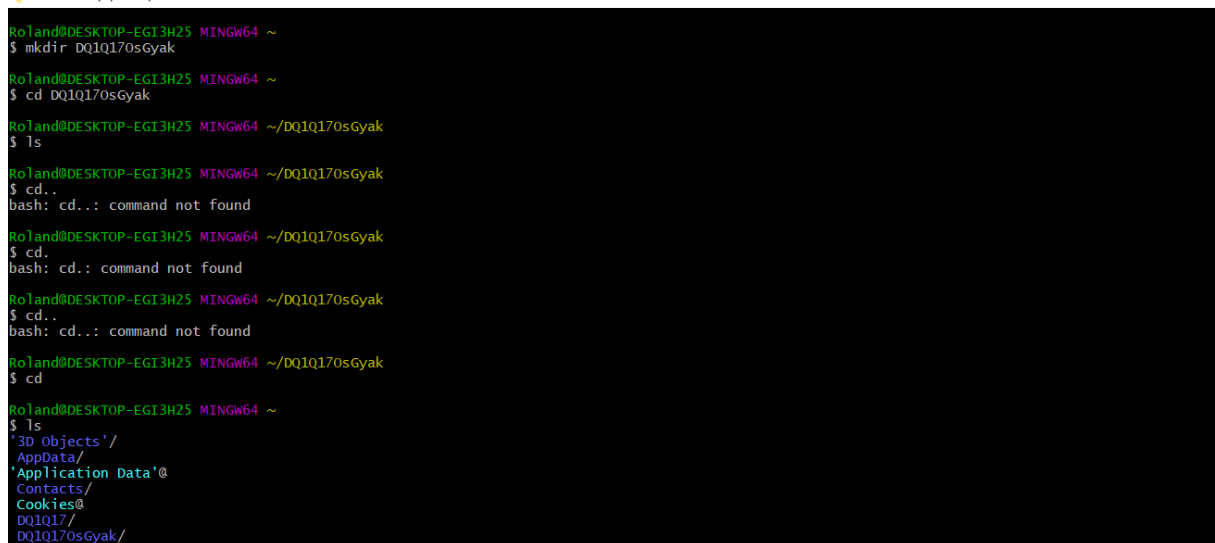 Roland@DESKTOP-EGI3H25 MINGW64 ~
$ mkdir DQ1Q17OsGyak
Roland@DESKTOP-EGI3H25 MINGW64 ~
$ cd DQ1Q17OsGyak
Roland@DESKTOP-EGI3H25 MINGW64 ~/DQ1Q17OsGyak
$ ls
Roland@DESKTOP-EGI3H25 MINGW64 ~/DQ1Q17OsGyak
$ cd..
bash: cd..: command not found
Roland@DESKTOP-EGI3H25 MINGW64 ~/DQ1Q17OsGyak
$ cd.
bash: cd.: command not found
Roland@DESKTOP-EGI3H25 MINGW64 ~/DQ1Q17OsGyak
$ cd..
bash: cd..: command not found
Roland@DESKTOP-EGI3H25 MINGW64 ~/DQ1Q17OsGyak
$ cd
Roland@DESKTOP-EGI3H25 MINGW64 ~
$ ls
'3D Objects'/
AppData/
'Application Data'@
Contacts/
Cookies@
DQ1Q17/
DQ1Q17OsGyak/